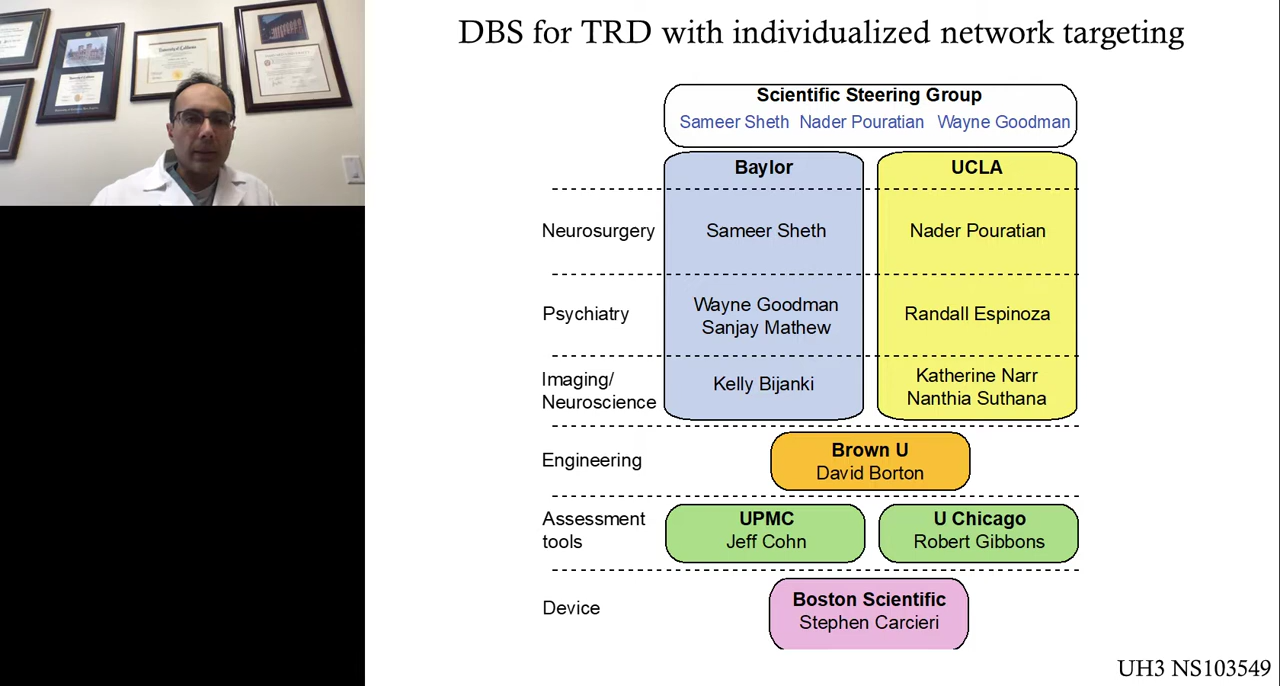 DBS for TRD with individualized network targeting
Scientific Steering Group
Sameer Sheth Nader Pouratian Wayne Goodman
Baylor
UCLA
Neurosurgery
Sameer Sheth
Nader Pouratian
Psychiatry
Wayne Goodman
Sanjay Mathew
Randall Espinoza
Imaging/
Neuroscience
Kelly Bijanki
Katherine Narr
Nanthia Suthana
Engineering
Brown U
David Borton
Assessment
tools
UPMC
Jeff Cohn
U Chicago
Robert Gibbons
Device
Boston Scientific
Stephen Carcieri
UH3 NS103549